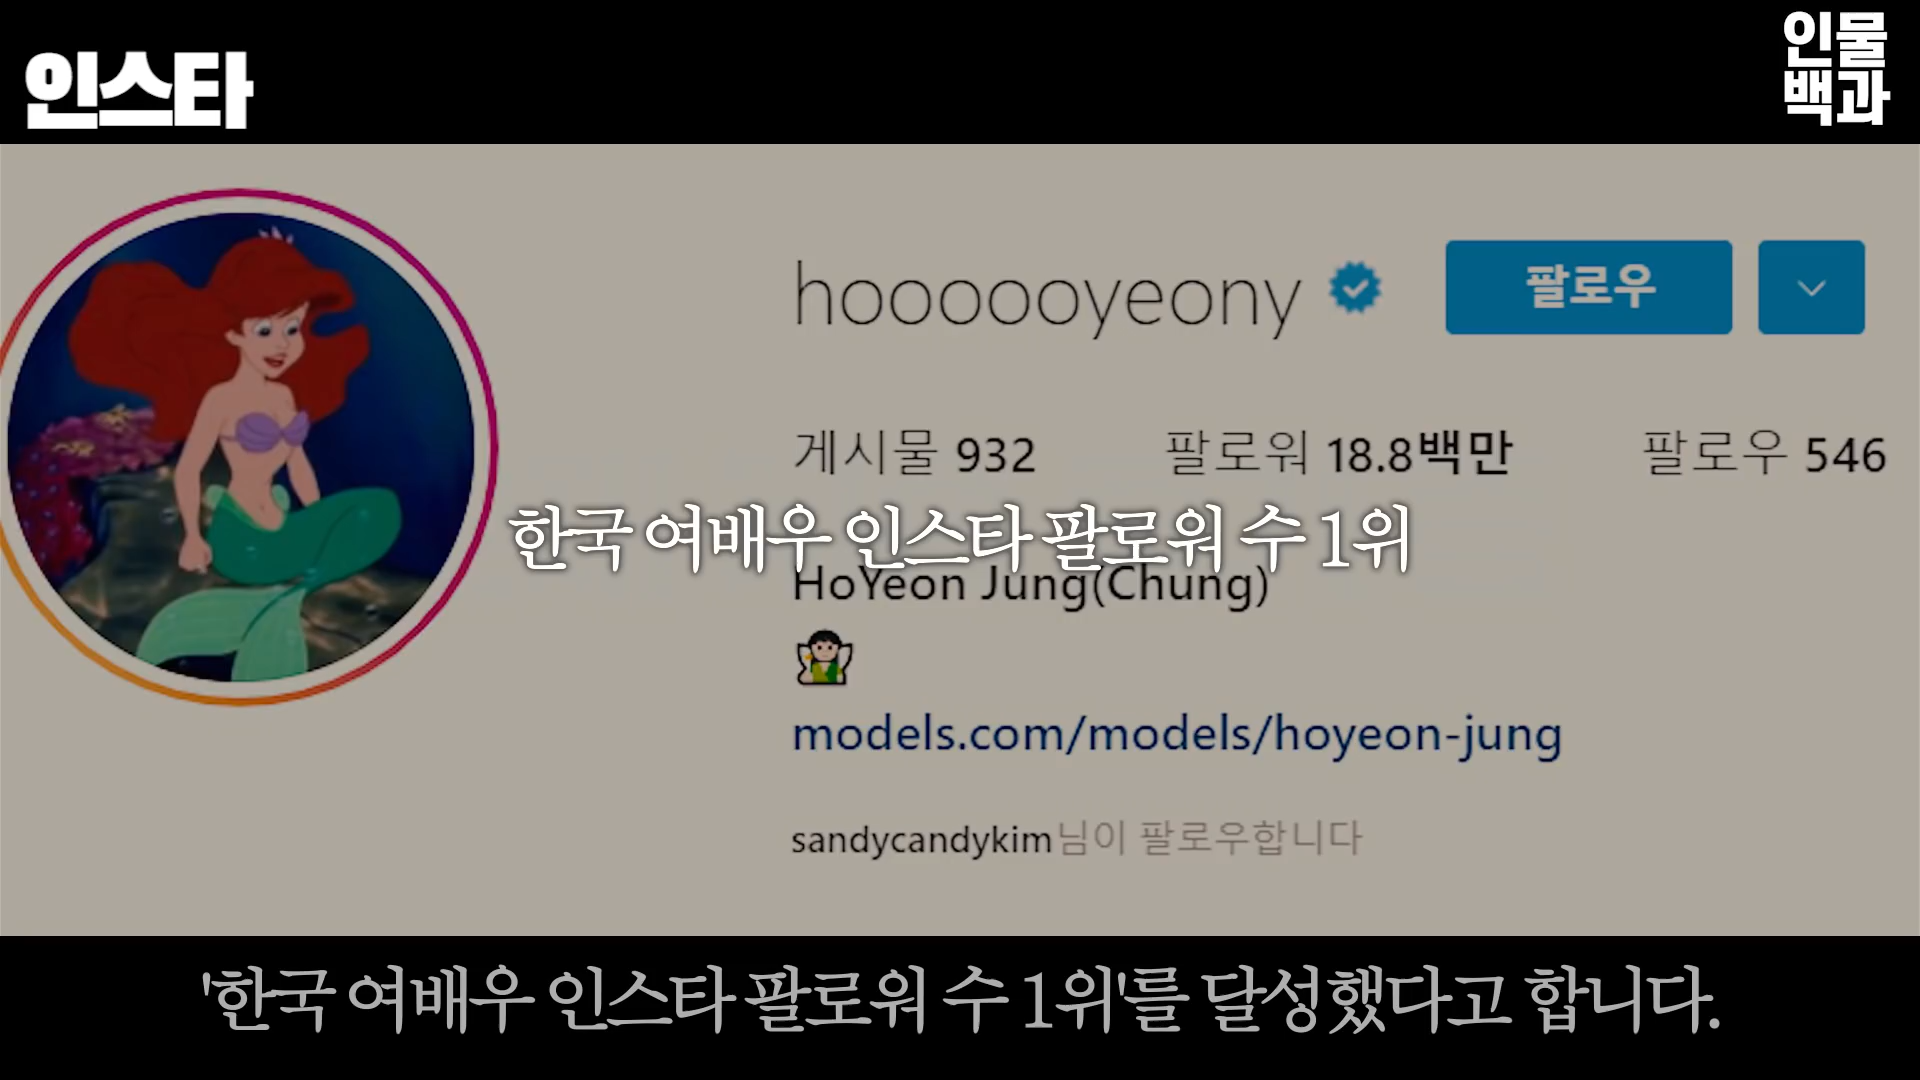 인스타
인물
백과
hoooooyeony
팔로우
게시물 932 팔로워 18.8백만 팔로우 546
한국 여배우 인스타 팔로워 수 1위
HoYeon Jung(Chung)
models.com/models/hoyeon-jung
sandycandykim님이 팔로우합니다
'한국 여배우 인스타 팔로워 수 1위'를 달성했다고 합니다.